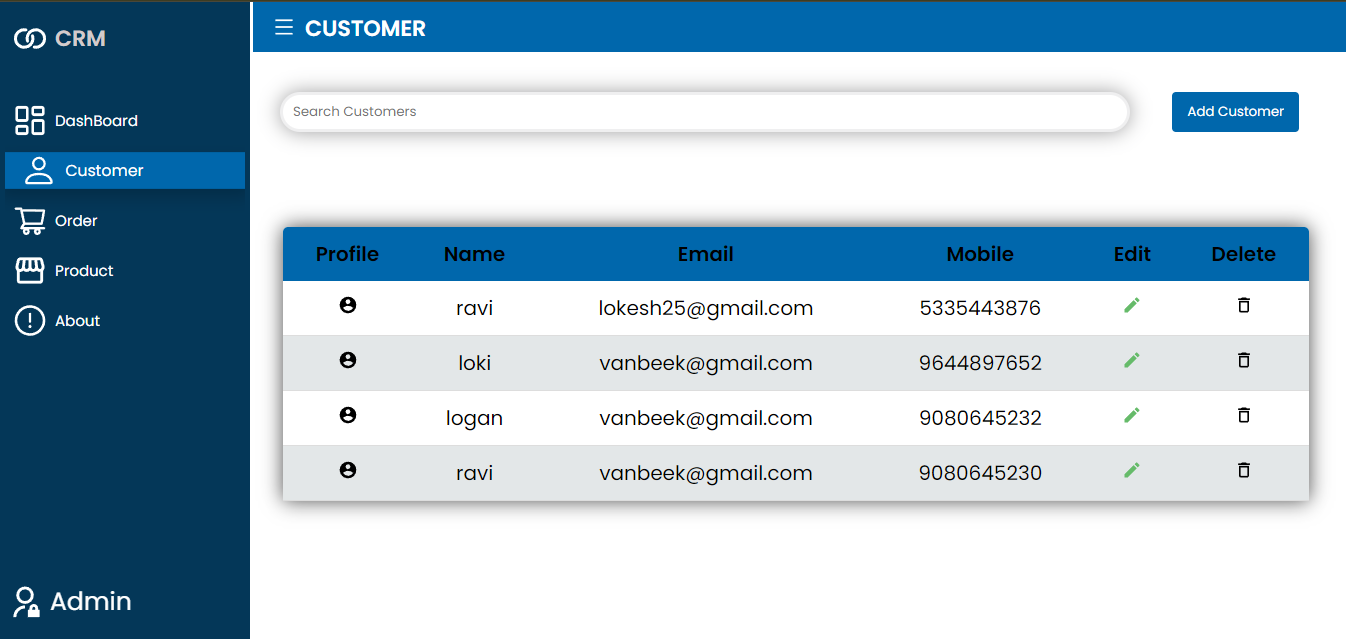 CRM
CUSTOMER
DashBoard
Customer
Order
Product
About
Admin
Search Customers
Add Customer
Profile Name Email Mobile Edit Delete
ravi lokesh25@gmail.com 5335443876
loki vanbeek@gmail.com 9644897652
logan vanbeek@gmail.com 9080645232
ravi vanbeek@gmail.com 9080645230